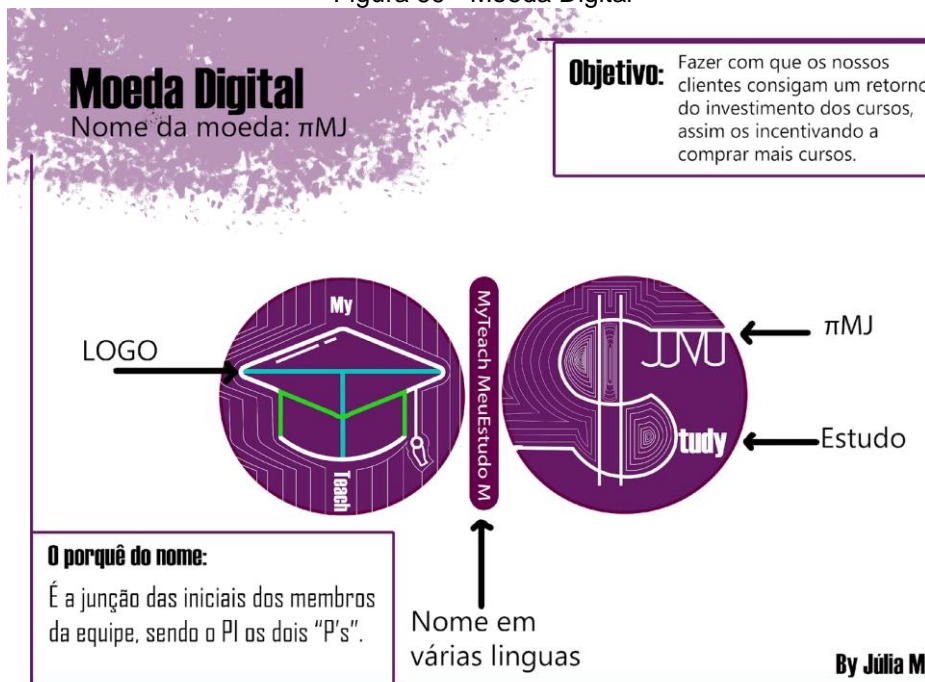 Moeda Digital
Moeda Digital
Nome da moeda: πMJ
Objetivo:
Fazer com que os nossos
clientes consigam um retorno
do investimento dos cursos,
assim os incentivando a
comprar mais cursos.
LOGO
My
Teach
MyTeach MeuEstudo M
πMJ
tudy
Estudo
O porquê do nome:
É a junção das iniciais dos membros
da equipe, sendo o PI os dois “P's”.
Nome em
várias linguas
By Júlia M